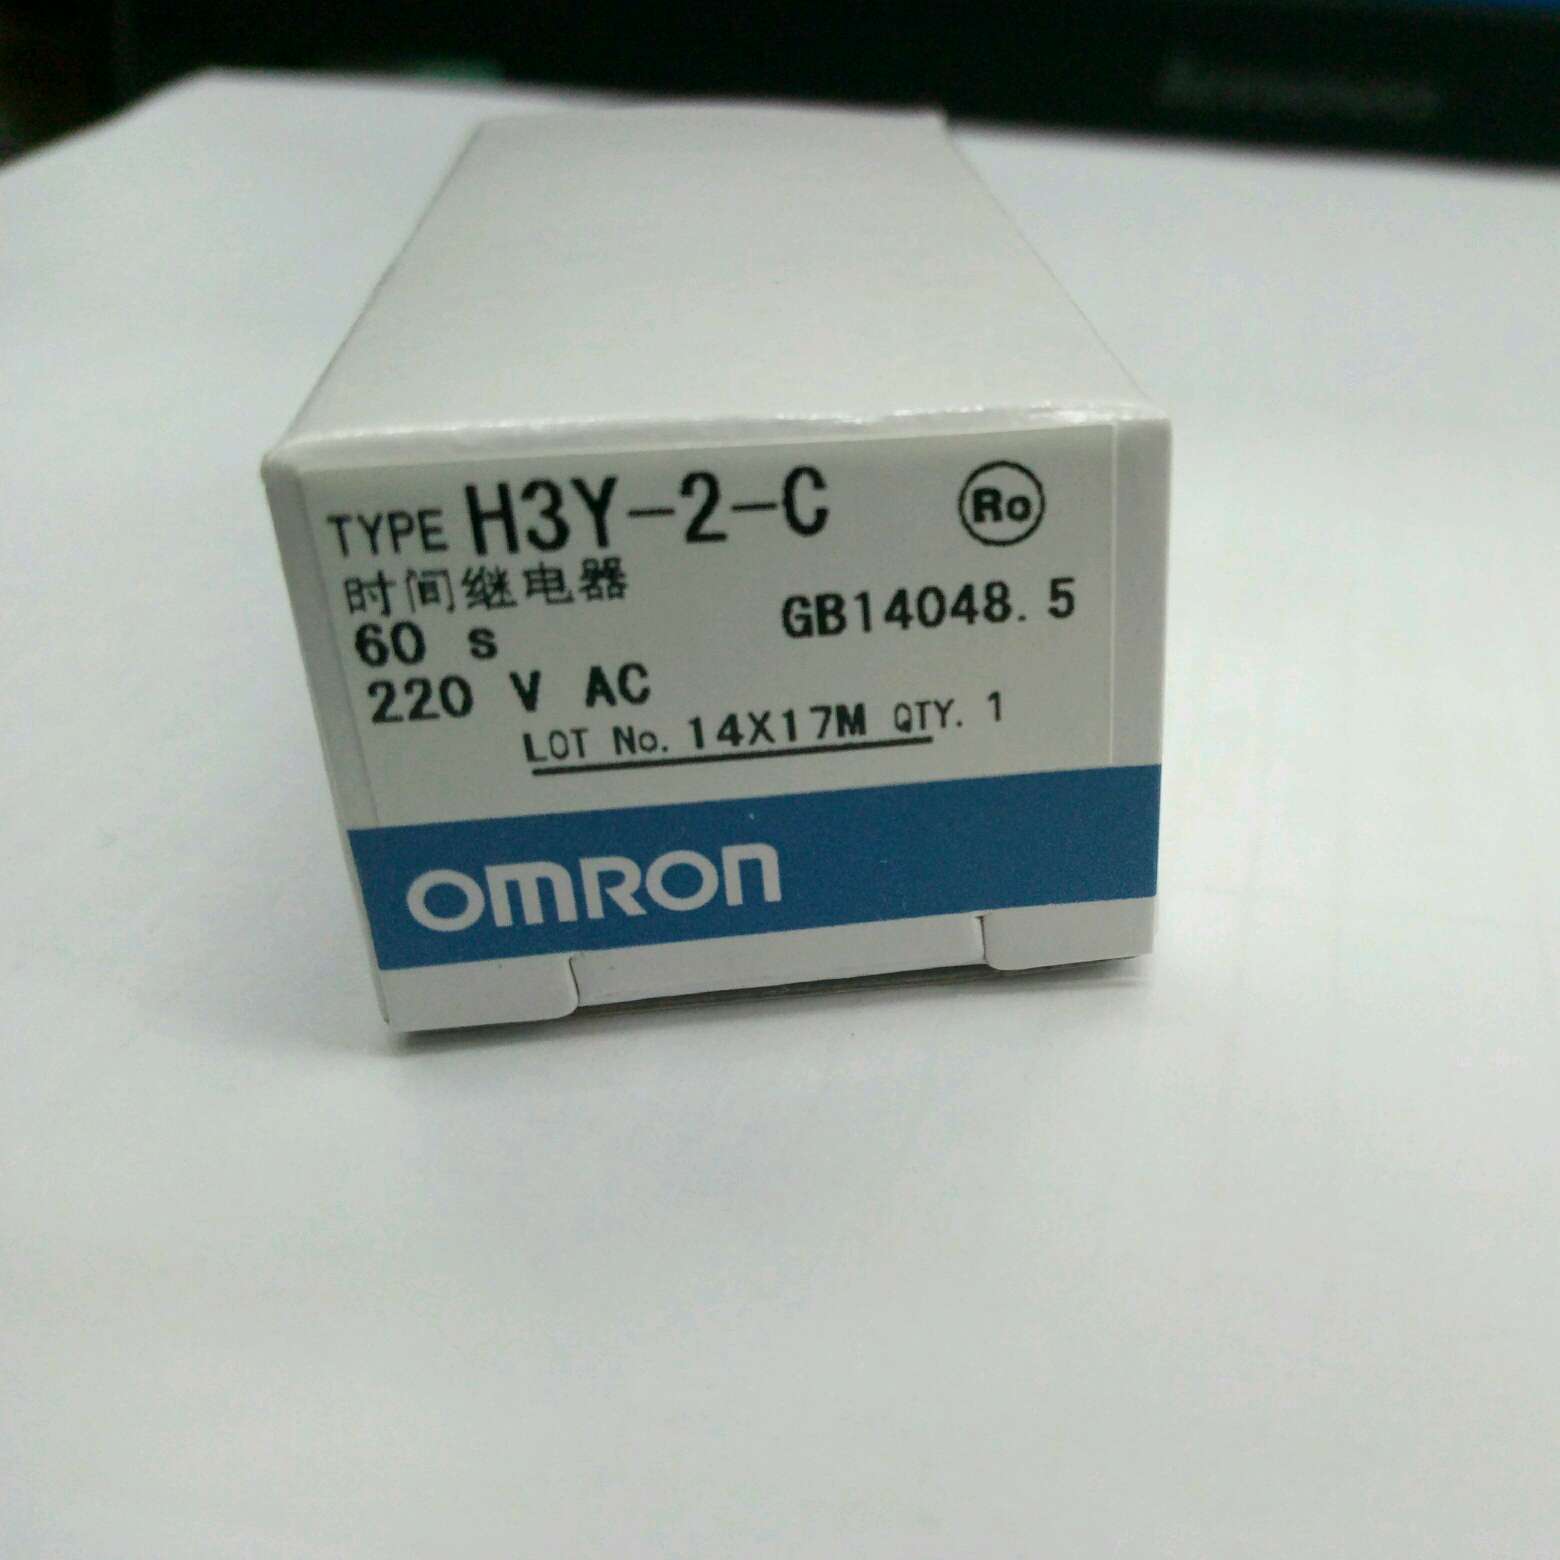 TYPE H3Y-2-C Ro
时间继电器
GB14048.5
60 s
220 V AC
LOT No. 14X17M QTY. 1
OMRON